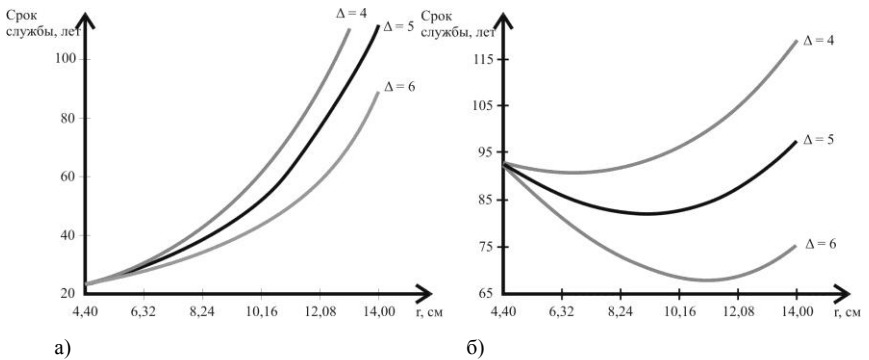 Срок
службы, лет
100
80
60
40
20
4,40 6,32 8,24 10,16 12,08 14,00 r, см
Δ = 4
Δ = 5
Δ = 6
а)
Срок
службы, лет
115
105
95
85
75
65
4,40 6,32 8,24 10,16 12,08 14,00 r, см
Δ = 4
Δ = 5
Δ = 6
б)